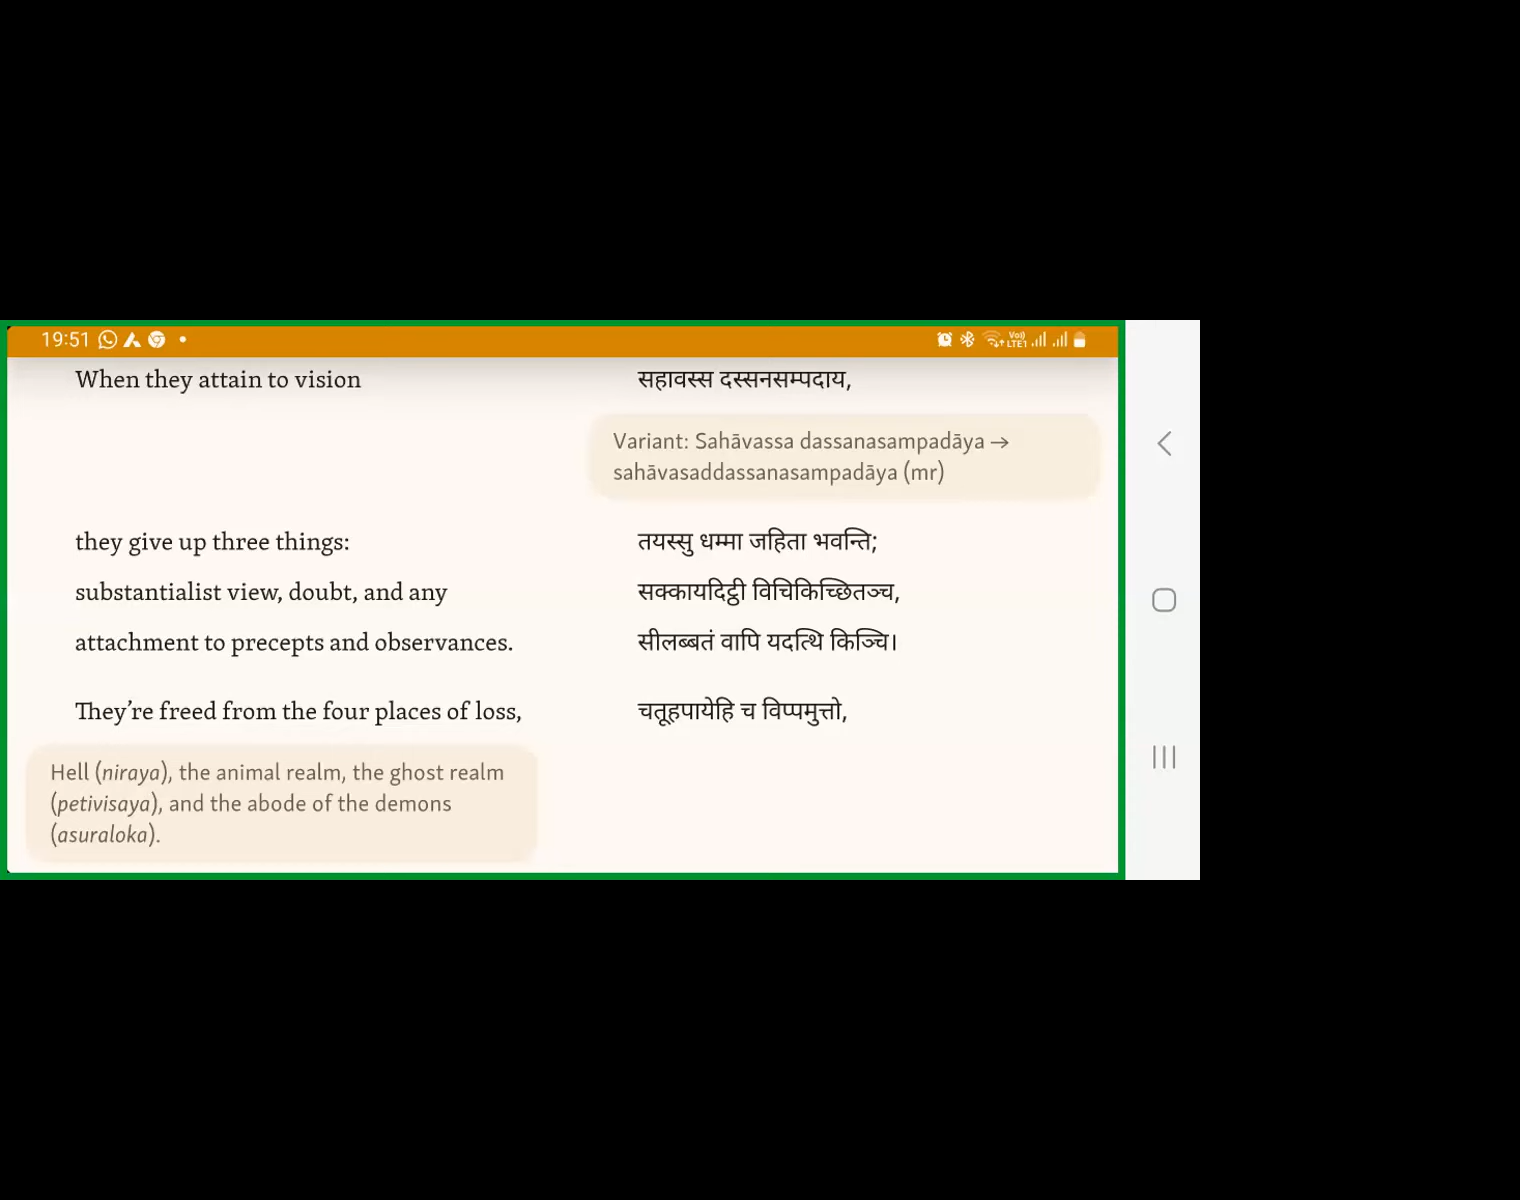 19:51
Vo) LTE1
When they attain to vision
सहावस्स दस्सनसम्पदाय,
Variant: Sahāvassa dassanasampadāya →
sahāvasaddassanasampadāya (mr)
they give up three things:
तयस्सु धम्मा जहिता भवन्ति;
substantialist view, doubt, and any
सक्कायदिट्ठी विचिकिच्छितञ्च,
attachment to precepts and observances.
सीलब्बतं वापि यदत्थि किञ्चि।
They’re freed from the four places of loss,
चतूहपायेहि च विप्पमुत्तो,
Hell (niraya), the animal realm, the ghost realm
(petivisaya), and the abode of the demons
(asuraloka).